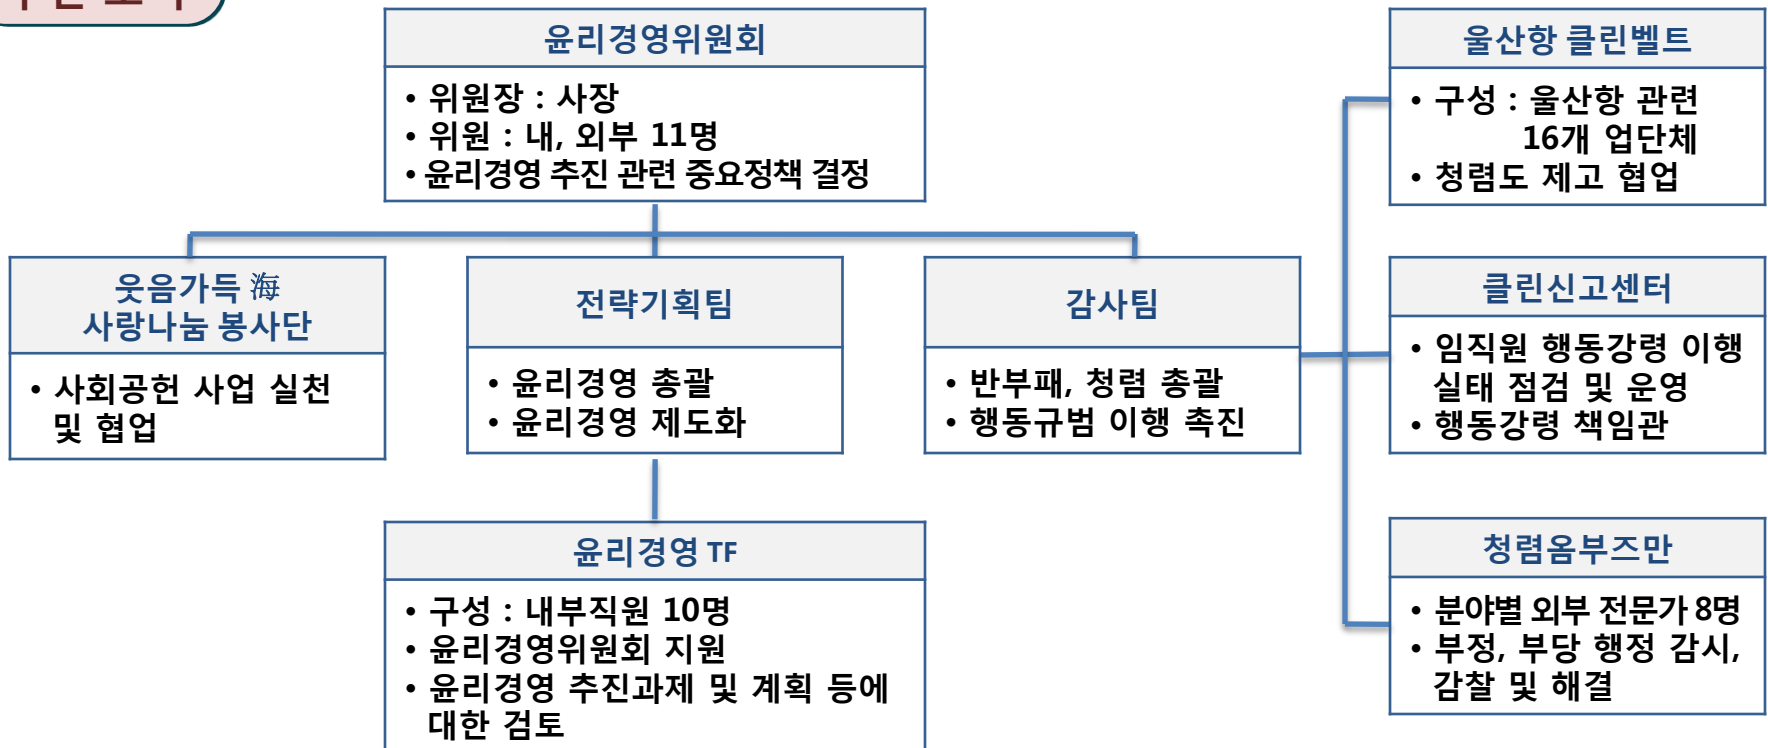 윤리경영위원회
• 위원장 : 사장
• 위원 : 내, 외부 11명
• 윤리경영 추진 관련 중요정책 결정
울산항 클린벨트
• 구성 : 울산항 관련
16개 업단체
• 청렴도 제고 협업
웃음가득 海
사랑나눔 봉사단
• 사회공헌 사업 실천
및 협업
전략기획팀
• 윤리경영 총괄
• 윤리경영 제도화
감사팀
• 반부패, 청렴 총괄
• 행동규범 이행 촉진
클린신고센터
• 임직원 행동강령 이행
실태 점검 및 운영
• 행동강령 책임관
윤리경영 TF
• 구성 : 내부직원 10명
• 윤리경영위원회 지원
• 윤리경영 추진과제 및 계획 등에
대한 검토
청렴옴부즈만
• 분야별 외부 전문가 8명
• 부정, 부당 행정 감시,
감찰 및 해결